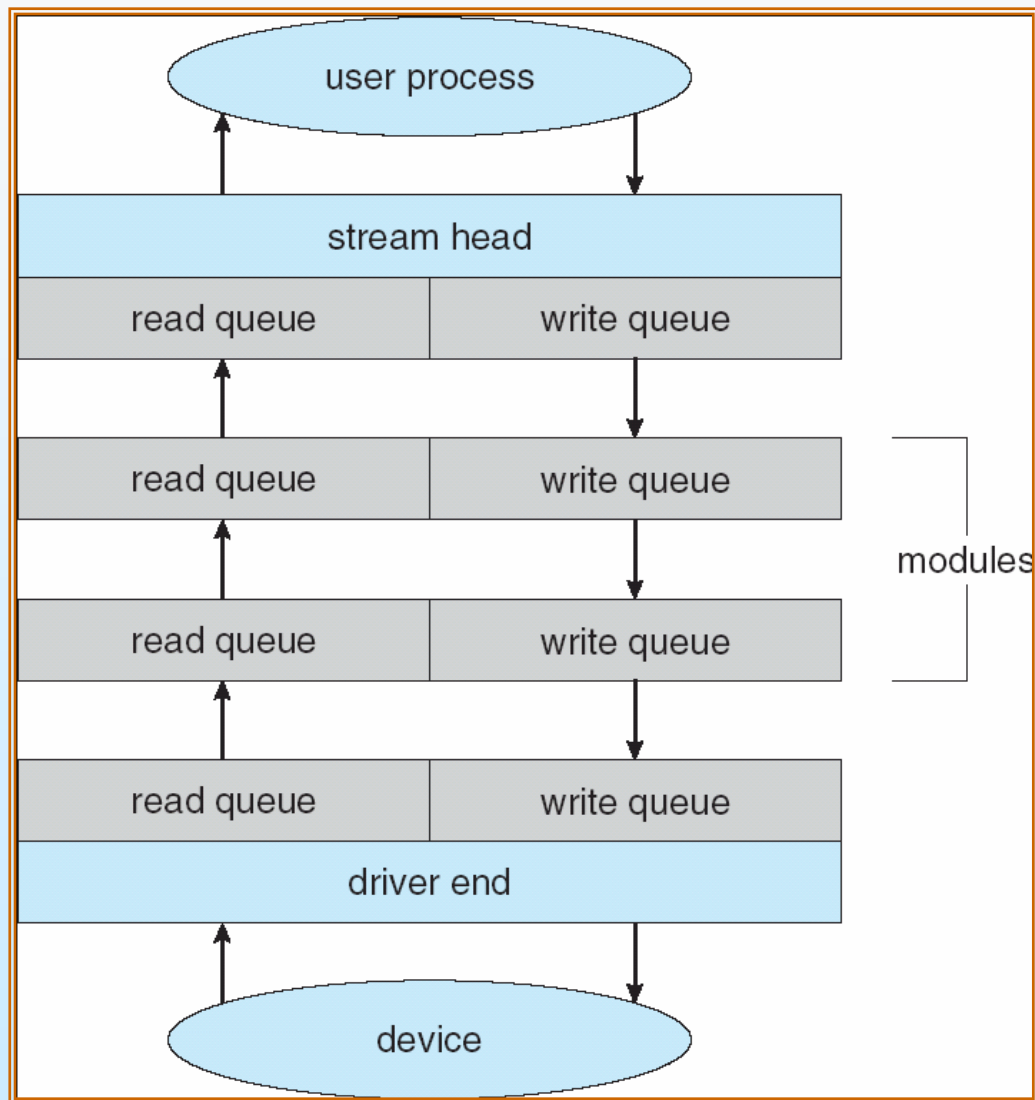 user process
stream head
read queue
write queue
read queue
write queue
modules
read queue
write queue
read queue
write queue
driver end
device